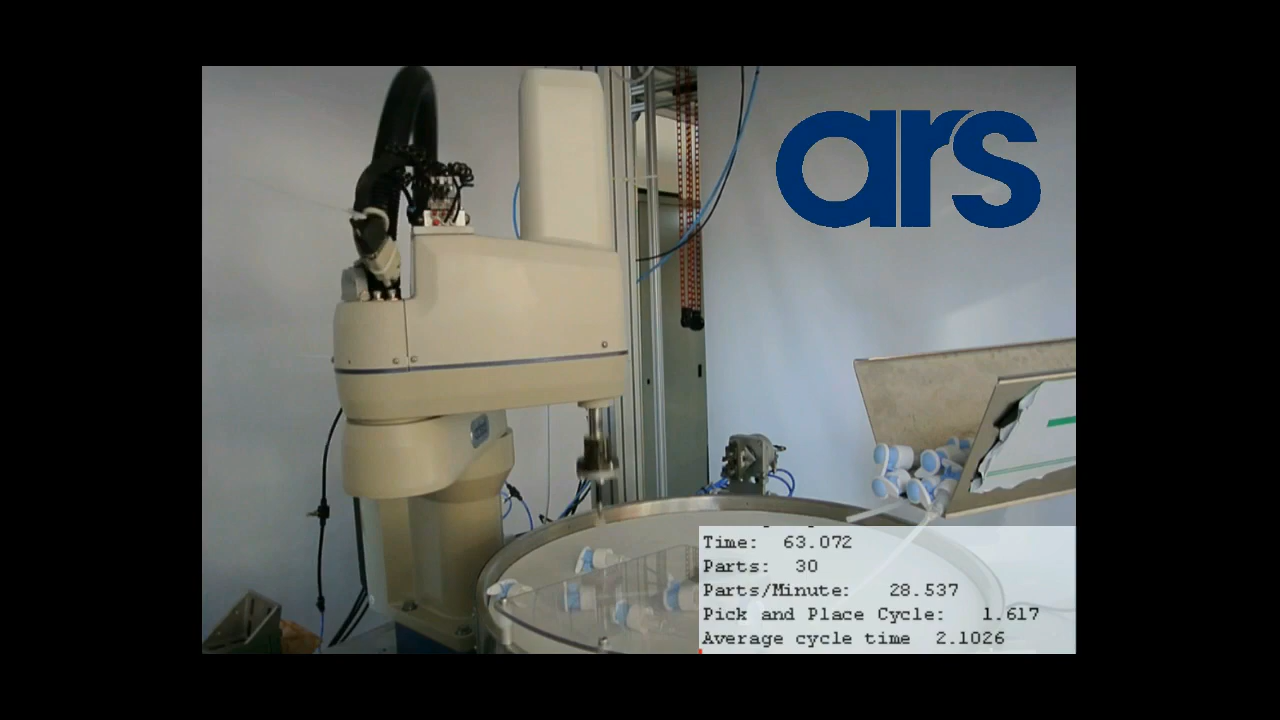 ars
Time: 63.072
Parts: 30
Parts/Minute: 28.537
Pick and Place Cycle: 1.617
Average cycle time 2.1026